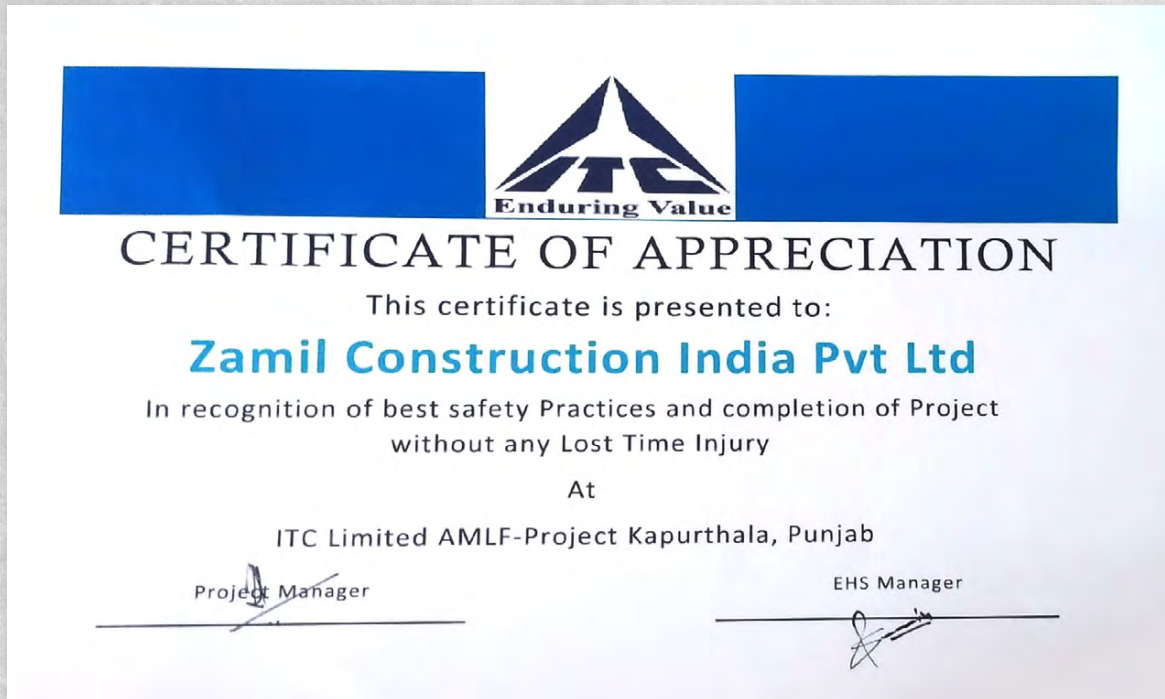 ITC
Enduring Value
CERTIFICATE OF APPRECIATION
This certificate is presented to:
Zamil Construction India Pvt Ltd
In recognition of best safety Practices and completion of Project
without any Lost Time Injury
At
ITC Limited AMLF-Project Kapurthala, Punjab
Project Manager
EHS Manager